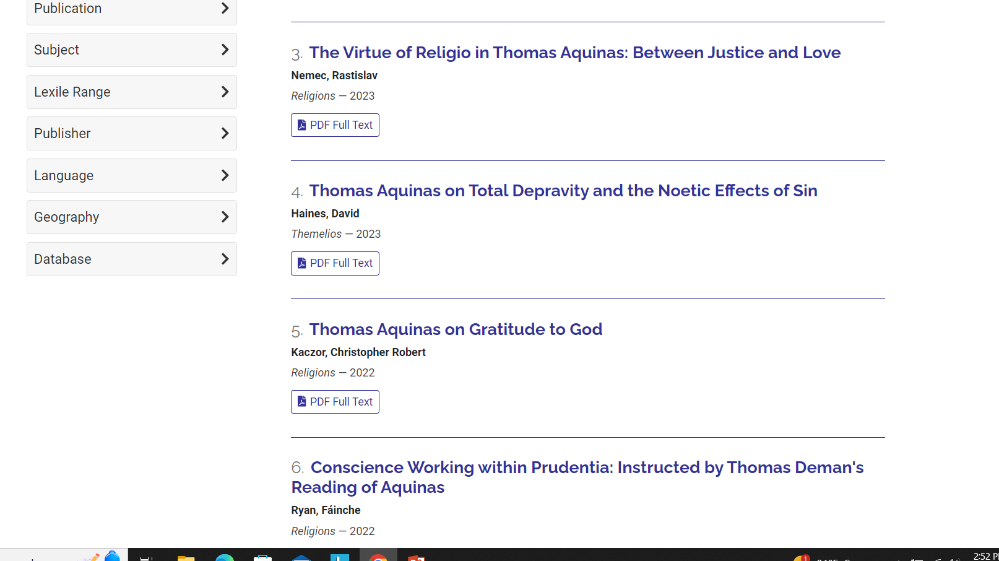 Publication
Subject
Lexile Range
Publisher
Language
Geography
Database
3. The Virtue of Religio in Thomas Aquinas: Between Justice and Love
Nemec, Rastislav
Religions — 2023
PDF Full Text
4. Thomas Aquinas on Total Depravity and the Noetic Effects of Sin
Haines, David
Themelios — 2023
PDF Full Text
5. Thomas Aquinas on Gratitude to God
Kaczor, Christopher Robert
Religions — 2022
PDF Full Text
6. Conscience Working within Prudentia: Instructed by Thomas Deman's
Reading of Aquinas
Ryan, Fáinche
Religions — 2022
1
2:52 P